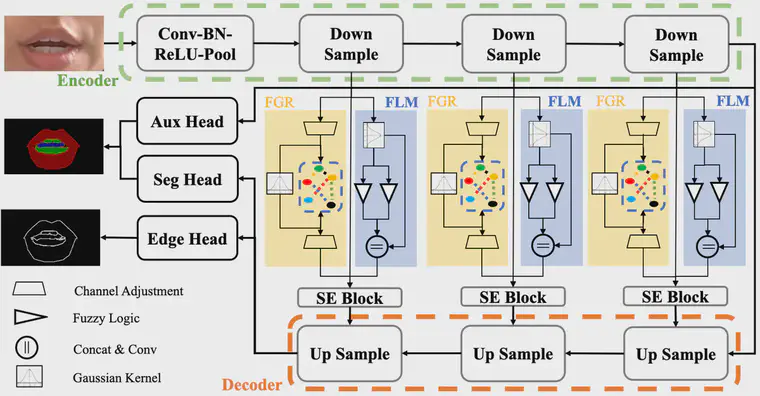 Conv-BN-
ReLU-Pool
Down
Sample
Down
Sample
Down
Sample
Encoder
FGR
FLM
FGR
FLM
FGR
FLM
Aux Head
Seg Head
Edge Head
Channel Adjustment
Fuzzy Logic
Concat & Conv
Gaussian Kernel
SE Block
SE Block
SE Block
Up Sample
Up Sample
Up Sample
Decoder